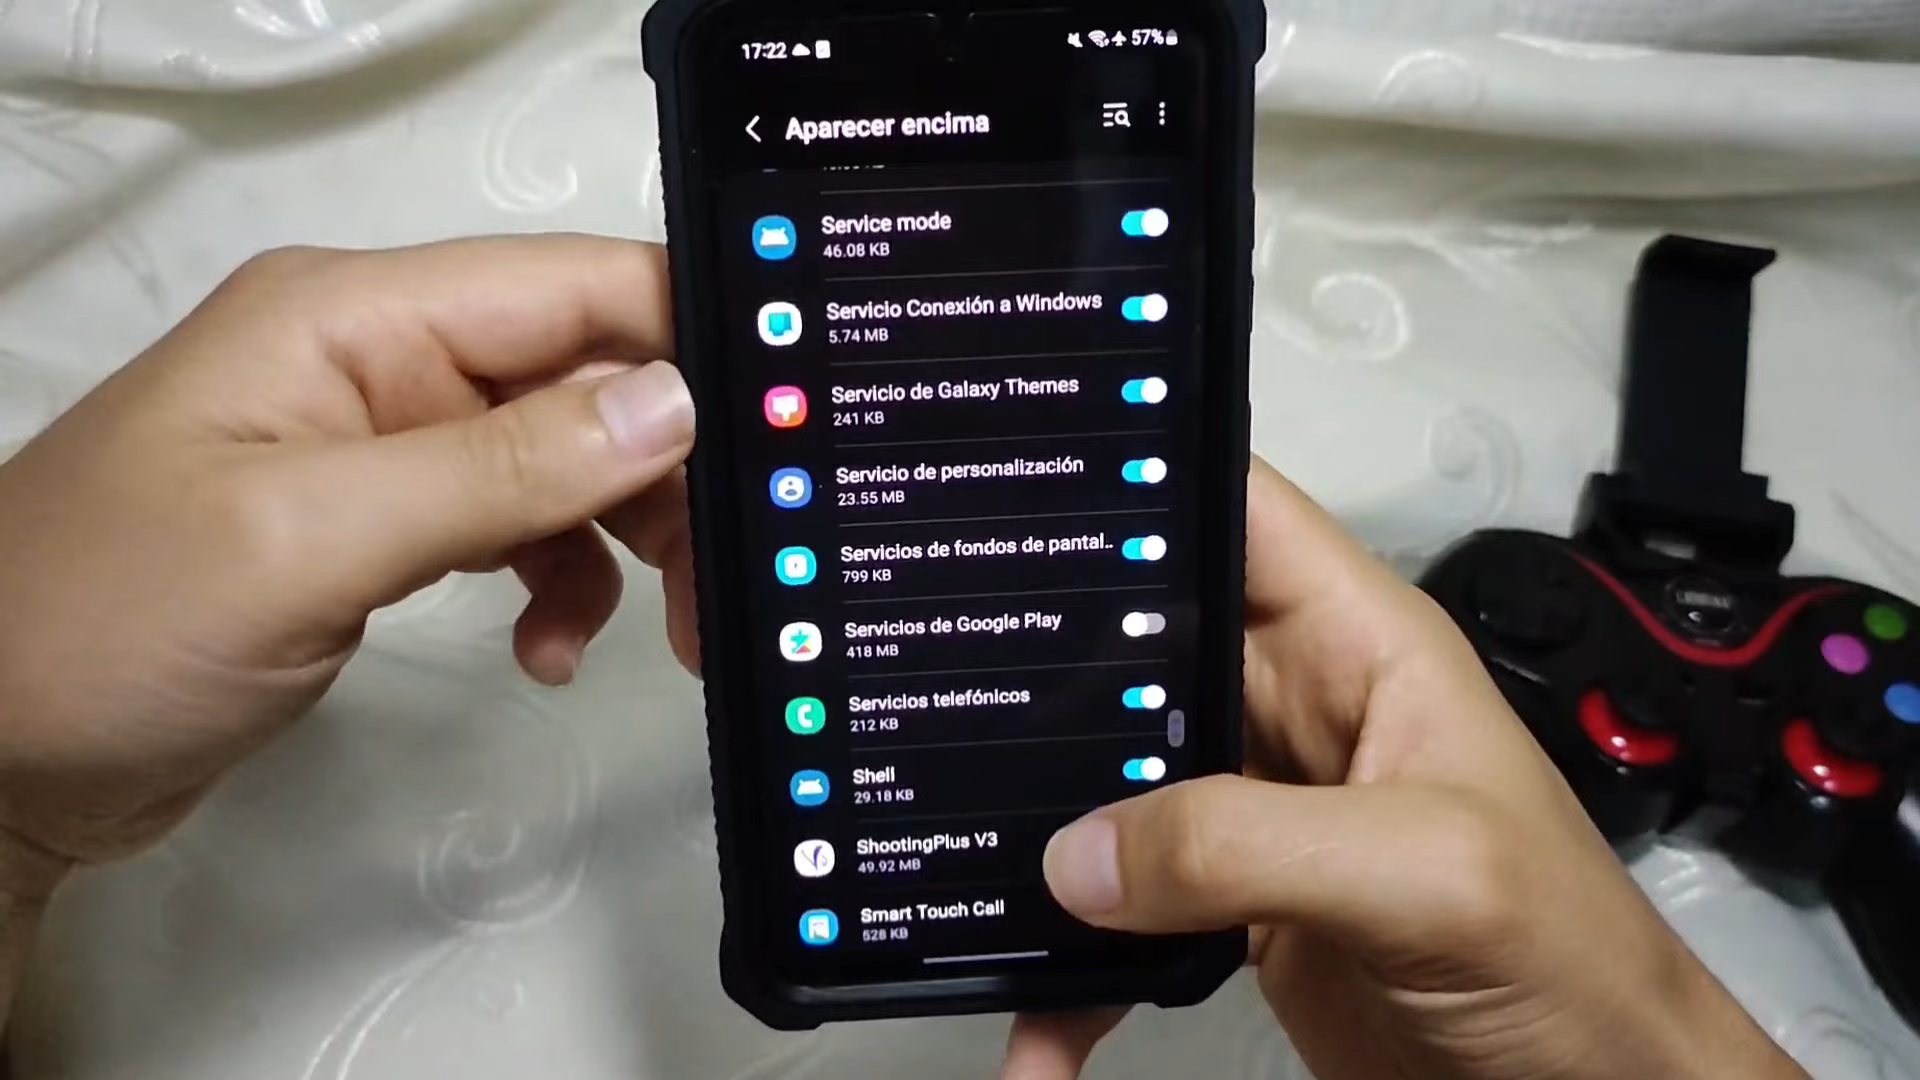 17:22
57%
Aparecer encima
Service mode
46.08 KB
Servicio Conexión a Windows
5.74 MB
Servicio de Galaxy Themes
241 KB
Servicio de personalización
23.55 MB
Servicios de fondos de pantal..
799 KB
Servicios de Google Play
418 MB
Servicios telefónicos
212 KB
Shell
29.18 KB
ShootingPlus V3
49.92 MB
Smart Touch Call
528 KB